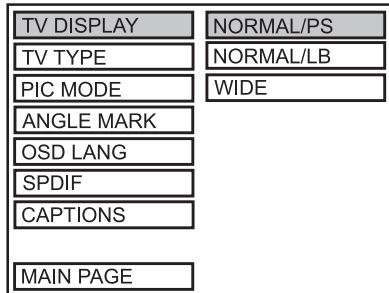 TV DISPLAY
TV TYPE
PIC MODE
ANGLE MARK
OSD LANG
SPDIF
CAPTIONS
MAIN PAGE
NORMAL/PS
NORMAL/LB
WIDE